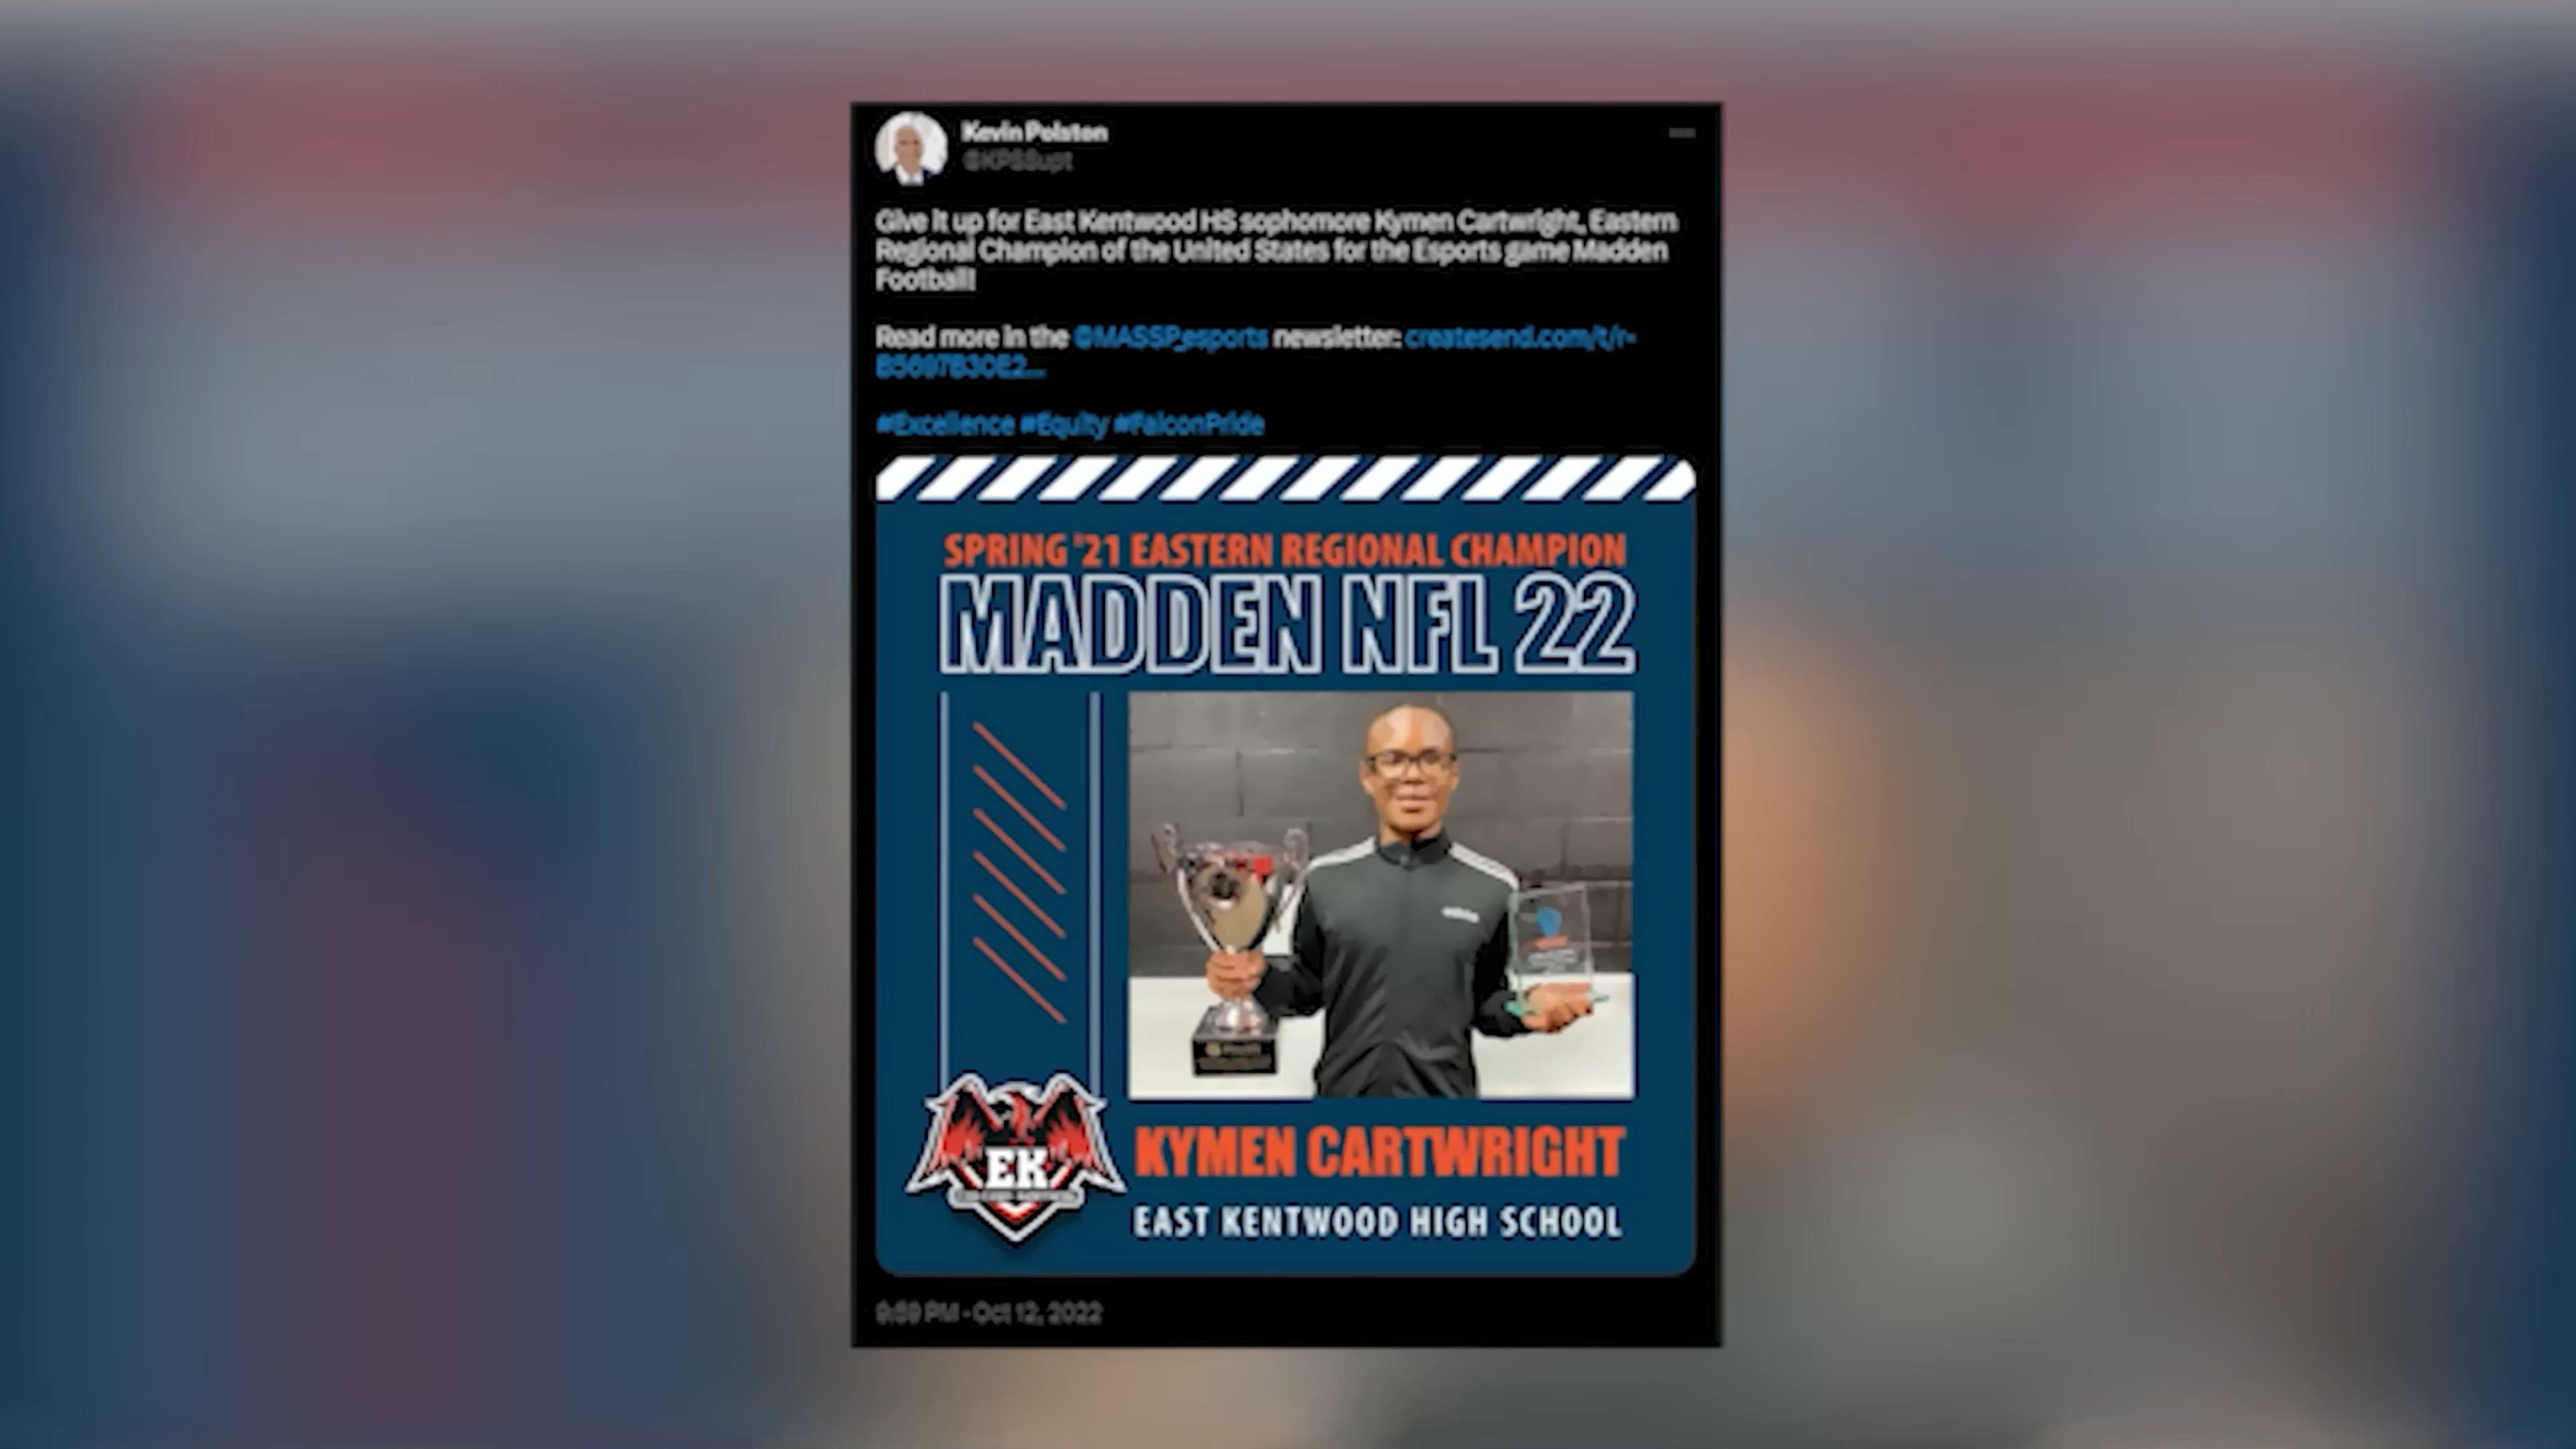 Kevin Polston
@KPSSupt
Give it up for East Kentwood HS sophomore Kymen Cartwright, Eastern
Regional Champion of the United States for the Esports game Madden
Football!
Read more in the @MASSP_esports newsletter: createsend.com/t/r-
#Excellence #Equity #FalconPride
SPRING '21 EASTERN REGIONAL CHAMPION
MADDEN NFL 22
adidas
EK
KYMEN CARTWRIGHT
EAST KENTWOOD HIGH SCHOOL
9:59 PM · Oct 12, 2022